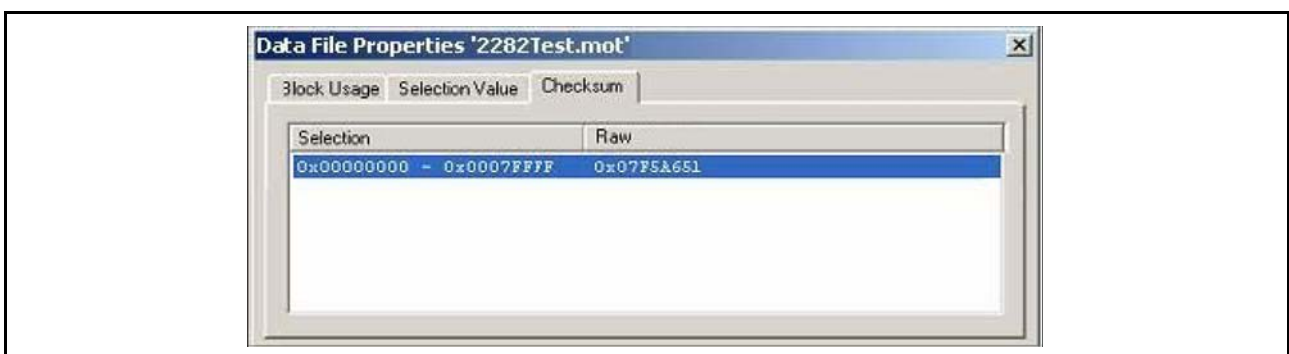 Data File Properties '2282Test.mot'
Block Usage Selection Value Checksum
Selection Raw
0x00000000 - 0x0007FFFF 0x07F5A651